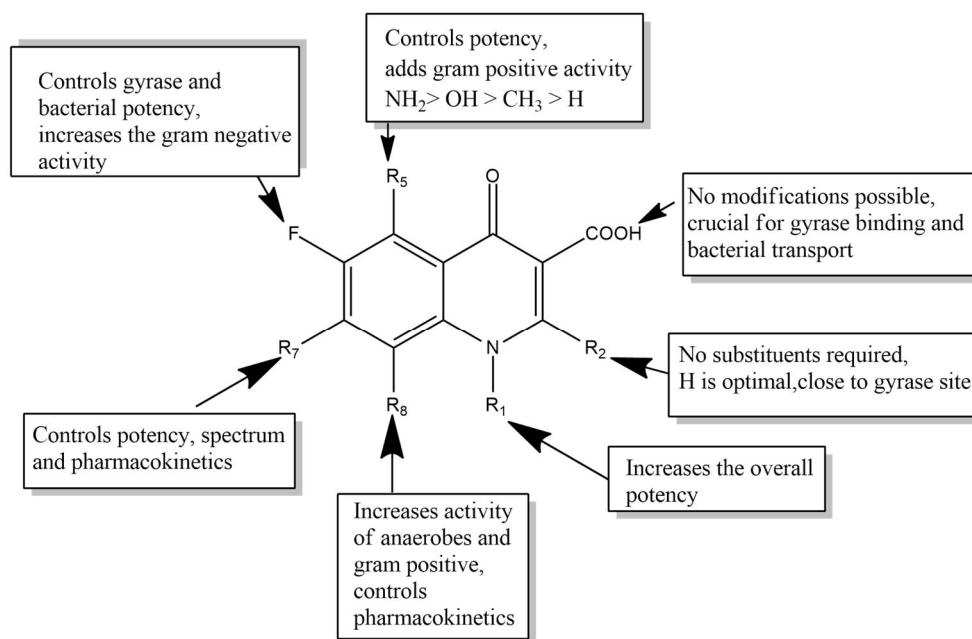 Controls potency,
adds gram positive activity
NH₂> OH > CH₃ > H
Controls gyrase and
bacterial potency,
increases the gram negative
activity
R₅
O
No modifications possible,
crucial for gyrase binding and
bacterial transport
F
COOH
R₇
N
R₂
No substituents required,
H is optimal,close to gyrase site
R₈
R₁
Controls potency, spectrum
and pharmacokinetics
Increases the overall
potency
Increases activity
of anaerobes and
gram positive,
controls
pharmacokinetics